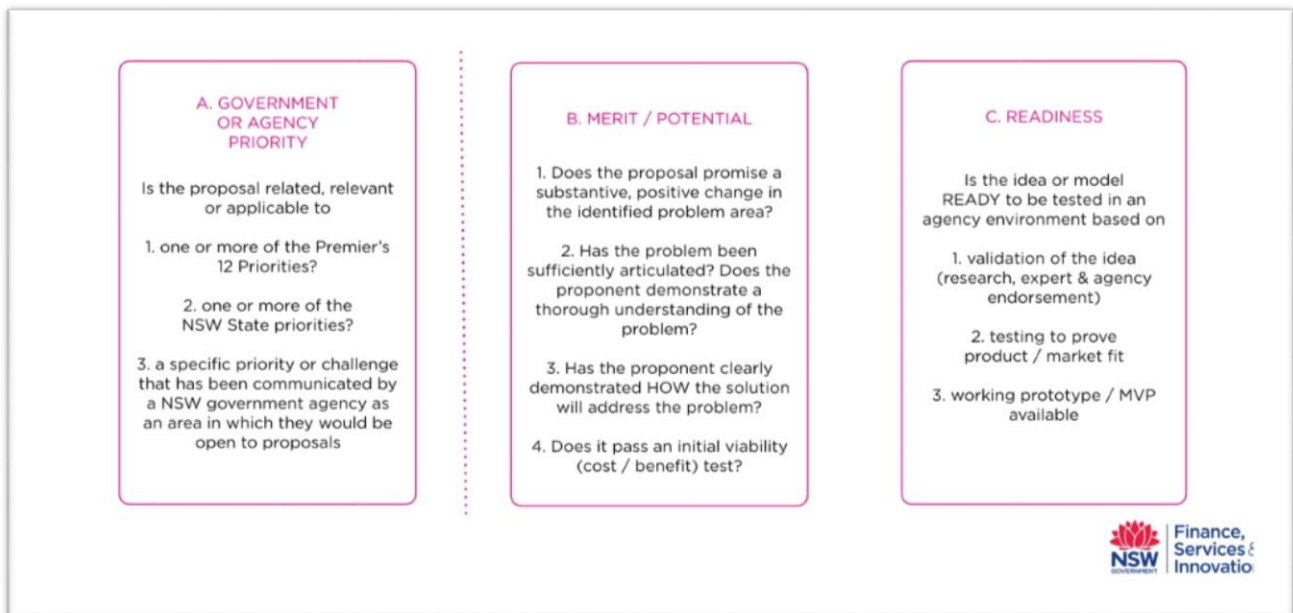 A. GOVERNMENT
OR AGENCY
PRIORITY
Is the proposal related, relevant
or applicable to
1. one or more of the Premier's
12 Priorities?
2. one or more of the
NSW State priorities?
3. a specific priority or challenge
that has been communicated by
a NSW government agency as
an area in which they would be
open to proposals
B. MERIT / POTENTIAL
1. Does the proposal promise a
substantive, positive change in
the identified problem area?
2. Has the problem been
sufficiently articulated? Does the
proponent demonstrate a
thorough understanding of the
problem?
3. Has the proponent clearly
demonstrated HOW the solution
will address the problem?
4. Does it pass an initial viability
(cost / benefit) test?
C. READINESS
Is the idea or model
READY to be tested in an
agency environment based on
1. validation of the idea
(research, expert & agency
endorsement)
2. testing to prove
product / market fit
3. working prototype / MVP
available
NSW
GOVERNMENT
Finance,
Services &
Innovatio